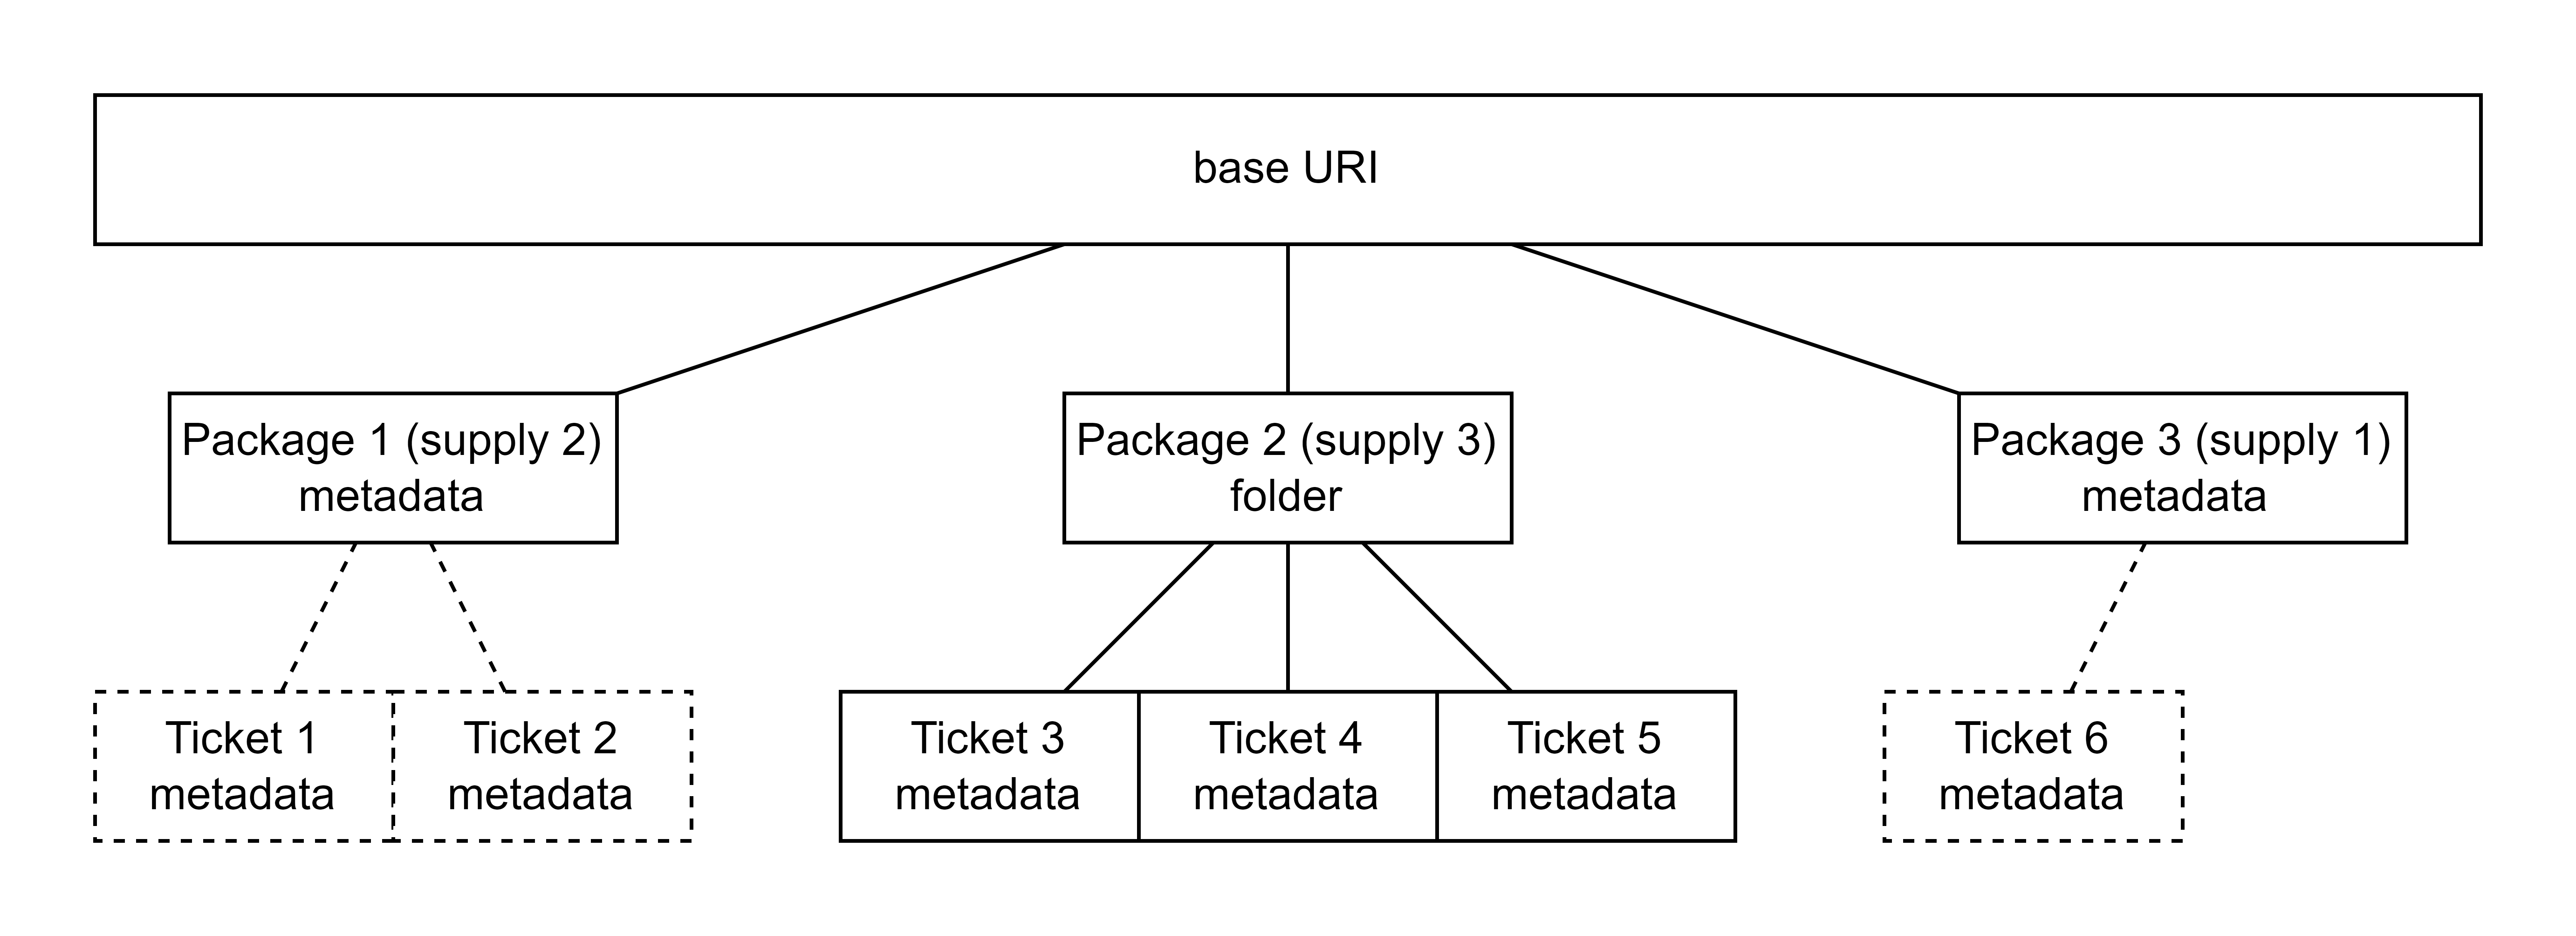 base URI
Package 1 (supply 2)
metadata
Package 2 (supply 3)
folder
Package 3 (supply 1)
metadata
Ticket 1
metadata
Ticket 2
metadata
Ticket 3
metadata
Ticket 4
metadata
Ticket 5
metadata
Ticket 6
metadata